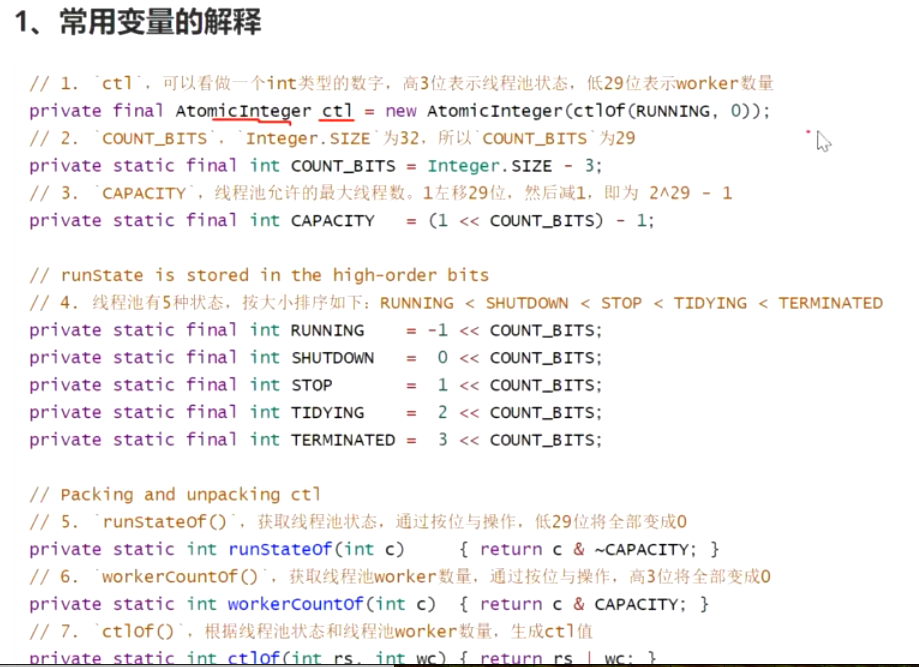 1、常用变量的解释
// 1. `ctl`，可以看做一个int类型的数字，高3位表示线程池状态，低29位表示worker数量
private final AtomicInteger ctl = new AtomicInteger(ctlOf(RUNNING, 0));
// 2. `COUNT_BITS`，`Integer.SIZE`为32，所以`COUNT_BITS`为29
private static final int COUNT_BITS = Integer.SIZE - 3;
// 3. `CAPACITY`，线程池允许的最大线程数。1左移29位，然后减1，即为 2^29 - 1
private static final int CAPACITY   = (1 << COUNT_BITS) - 1;
// runState is stored in the high-order bits
// 4. 线程池有5种状态，按大小排序如下：RUNNING < SHUTDOWN < STOP < TIDYING < TERMINATED
private static final int RUNNING    = -1 << COUNT_BITS;
private static final int SHUTDOWN   =  0 << COUNT_BITS;
private static final int STOP       =  1 << COUNT_BITS;
private static final int TIDYING    =  2 << COUNT_BITS;
private static final int TERMINATED =  3 << COUNT_BITS;
// Packing and unpacking ctl
// 5. `runStateOf()`，获取线程池状态，通过按位与操作，低29位将全部变成0
private static int runStateOf(int c)     { return c & ~CAPACITY; }
// 6. `workerCountOf()`，获取线程池worker数量，通过按位与操作，高3位将全部变成0
private static int workerCountOf(int c)  { return c & CAPACITY; }
// 7. `ctlOf()`，根据线程池状态和线程池worker数量，生成ctl值
private static int ctlOf(int rs, int wc) { return rs | wc; }